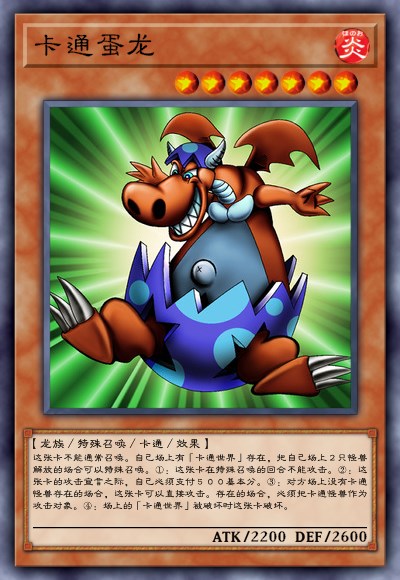 卡通蛋龙
ほのお
炎
【龙族／特殊召唤／卡通／效果】
这张卡不能通常召唤。自己场上有「卡通世界」存在，把自己场上２只怪兽
解放的场合可以特殊召唤。①：这张卡在特殊召唤的回合不能攻击。②：这
张卡的攻击宣言之际，自己必须支付５００基本分。③：对方场上没有卡通
怪兽存在的场合，这张卡可以直接攻击。存在的场合，必须把卡通怪兽作为
攻击对象。④：场上的「卡通世界」被破坏时这张卡破坏。
ATK/2200 DEF/2600